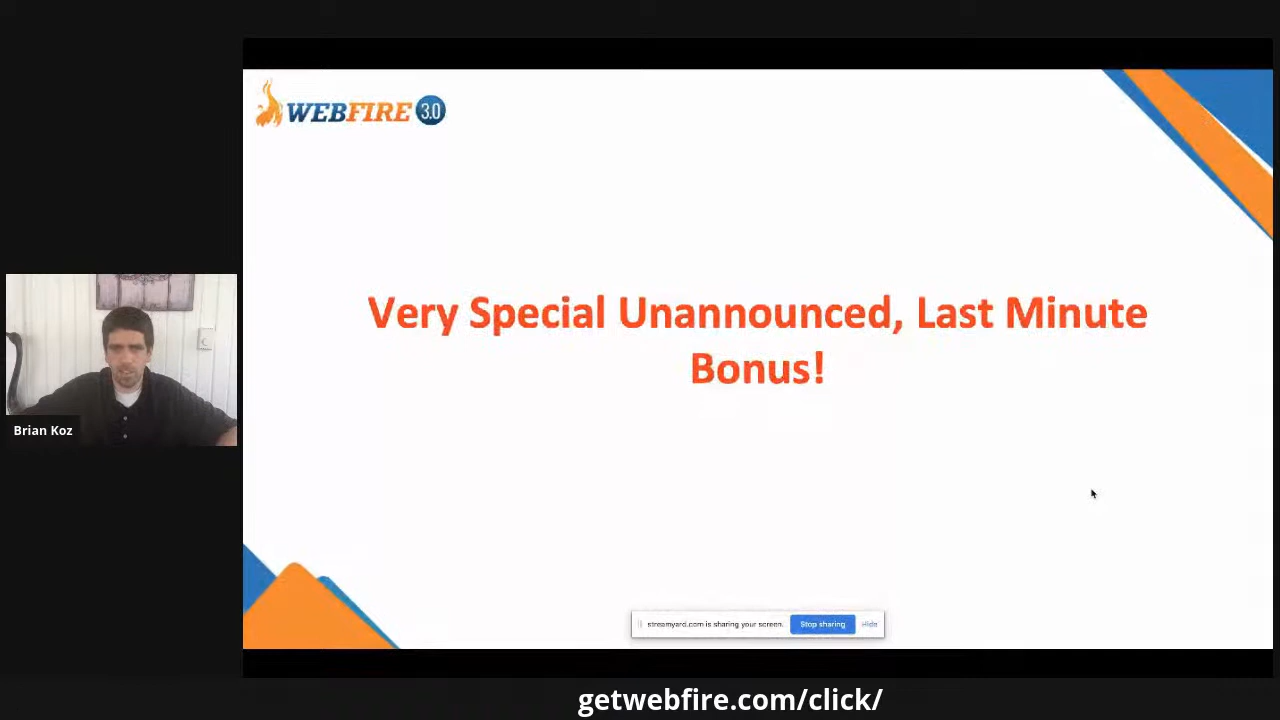 WEBFIRE 3.0
Very Special Unannounced, Last Minute
Bonus!
Brian Koz
streamyard.com is sharing your screen.
Stop sharing
Hide
getwebfire.com/click/